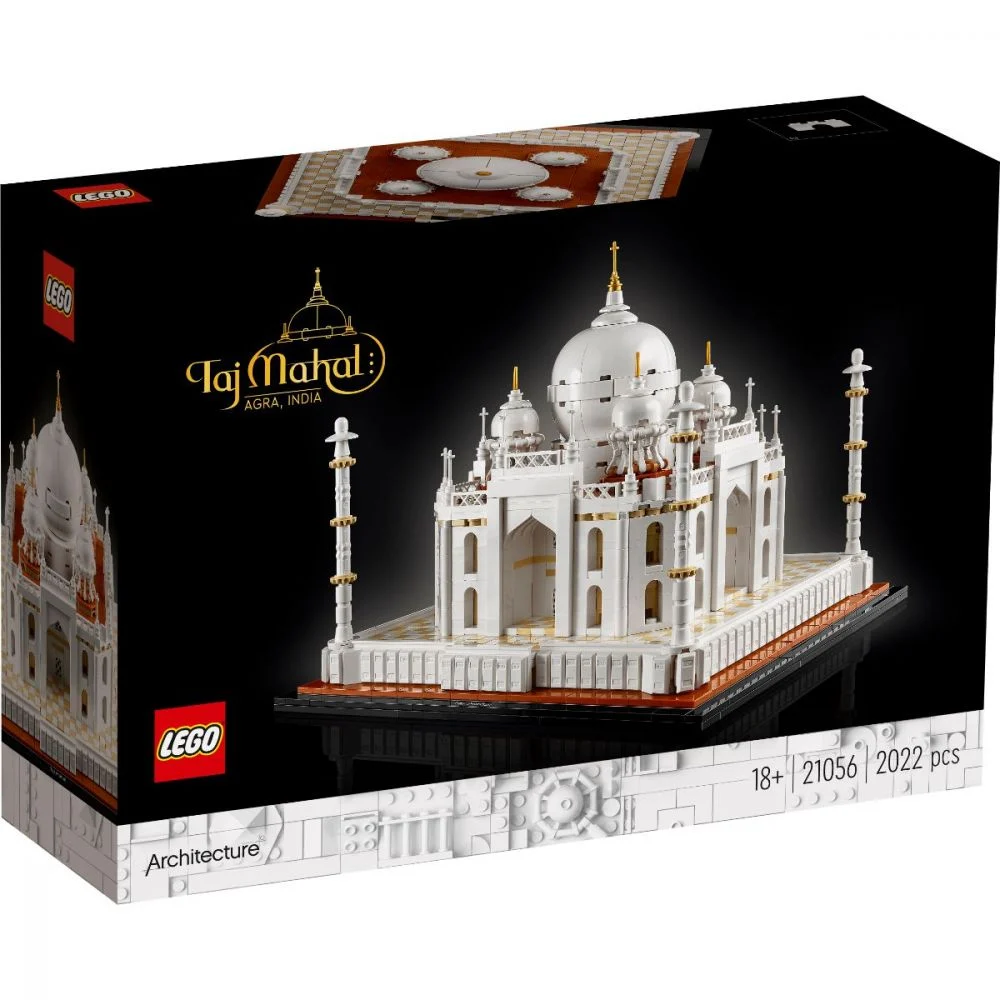 LEGO
LEGO
Taj Mahal
AGRA, INDIA
LEGO
18+ | 21056 | 2022 pcs
Architecture